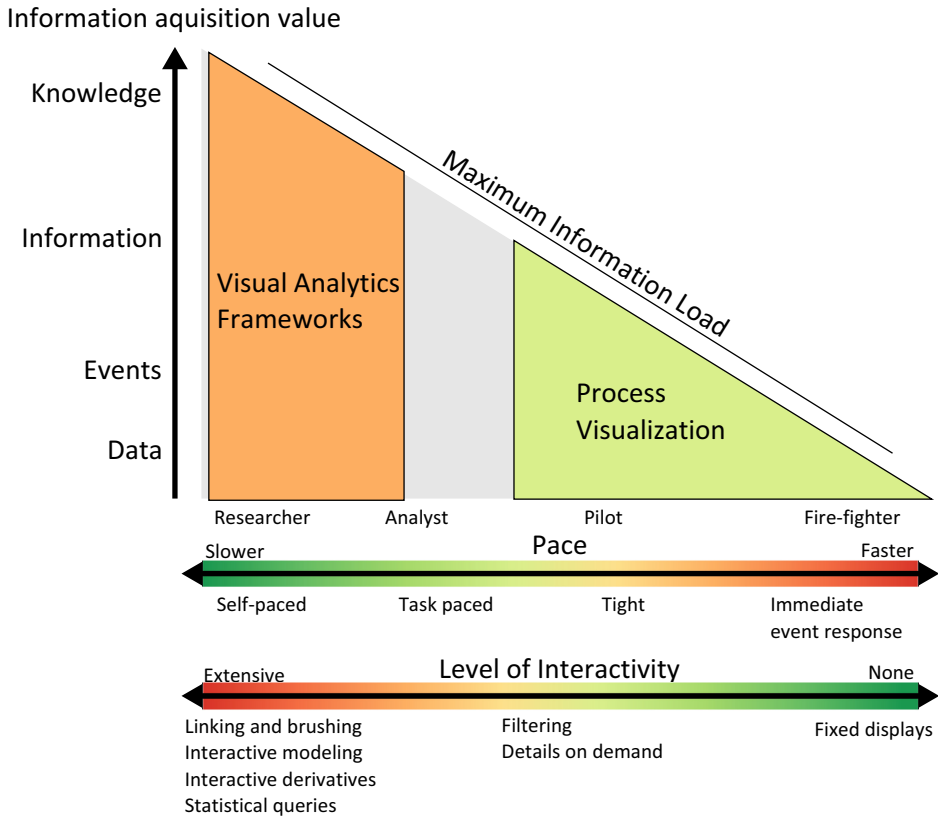 Information aquisition value
Knowledge
Information
Events
Data
Maximum Information Load
Visual Analytics
Frameworks
Process
Visualization
Researcher
Analyst
Pilot
Fire-fighter
Pace
Slower
Faster
Self-paced
Task paced
Tight
Immediate
event response
Level of Interactivity
Extensive
None
Linking and brushing
Interactive modeling
Interactive derivatives
Statistical queries
Filtering
Details on demand
Fixed displays